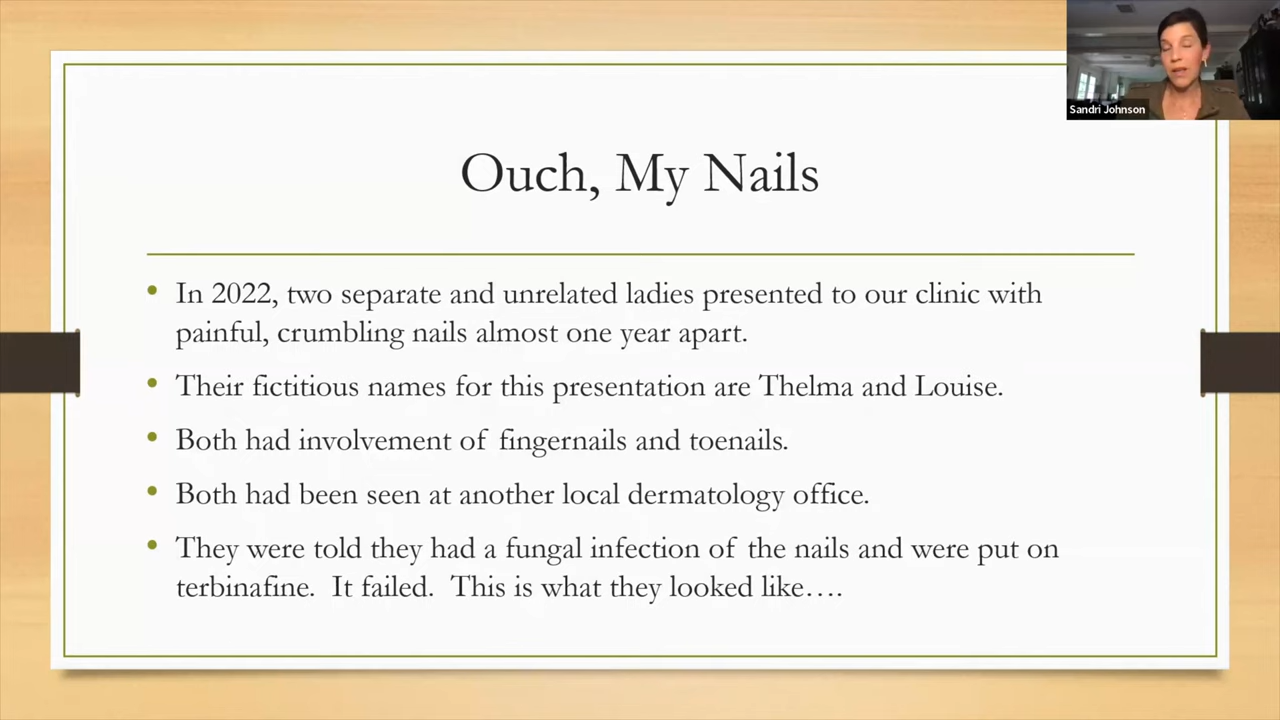 Sandri Johnson
Ouch, My Nails
• In 2022, two separate and unrelated ladies presented to our clinic with
painful, crumbling nails almost one year apart.
• Their fictitious names for this presentation are Thelma and Louise.
• Both had involvement of fingernails and toenails.
• Both had been seen at another local dermatology office.
• They were told they had a fungal infection of the nails and were put on
terbinafine.  It failed.  This is what they looked like….